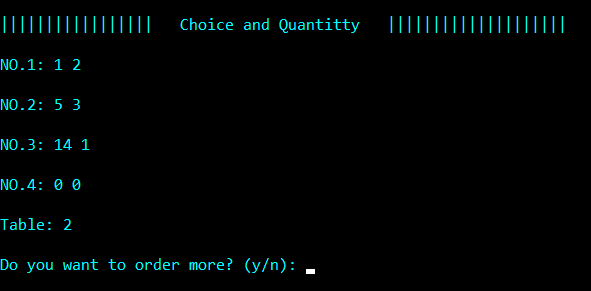 ||||||||||||||||| Choice and Quantitty ||||||||||||||||||||
NO.1: 1 2
NO.2: 5 3
NO.3: 14 1
NO.4: 0 0
Table: 2
Do you want to order more? (y/n):